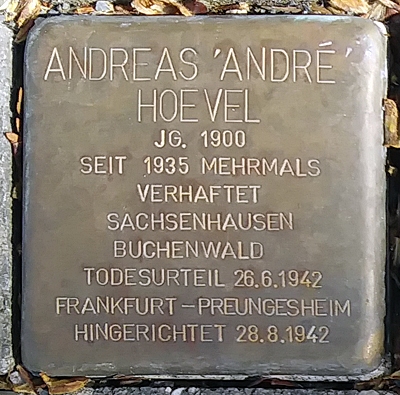 ANDREAS 'ANDRÉ'
HOEVEL
JG. 1900
SEIT 1935 MEHRMALS
VERHAFTET
SACHSENHAUSEN
BUCHENWALD
TODESURTEIL 26.6.1942
FRANKFURT-PREUNGESHEIM
HINGERICHTET 28.8.1942